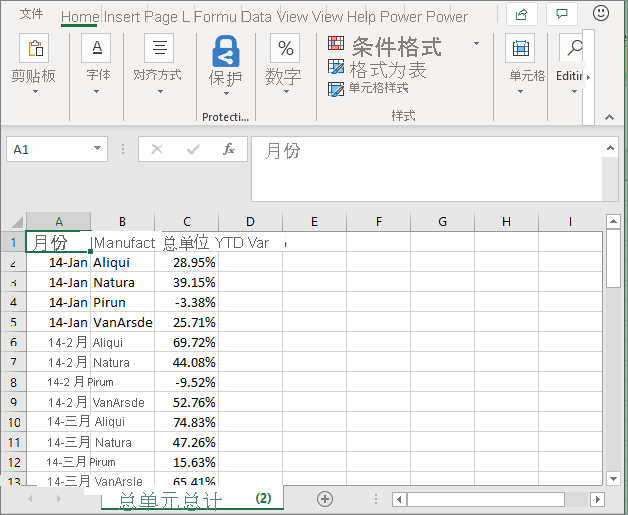 文件 Home Insert Page L Formu Data View View Help Power Power
剪贴板 字体 对齐方式 保护 % 数字 条件格式 单元格 Editin
格式为表
单元格样式
Protecti... 样式
A1 fx 月份
A B C D E F G H I
1 月份 Manufact 总单位 YTD Var
2 14-Jan Aliqui 28.95%
3 14-Jan Natura 39.15%
4 14-Jan Pirun -3.38%
5 14-Jan VanArsde 25.71%
6 14-2 月 Aliqui 69.72%
7 14-2 月 Natura 44.08%
8 14-2 月 Pirum -9.52%
9 14-2 月 VanArsde 52.76%
10 14-三月 Aliqui 74.83%
11 14-三月 Natura 47.26%
12 14-三月 Pirum 15.63%
13 14-三月 VanArsle 65.41%
总单元总计 (2)